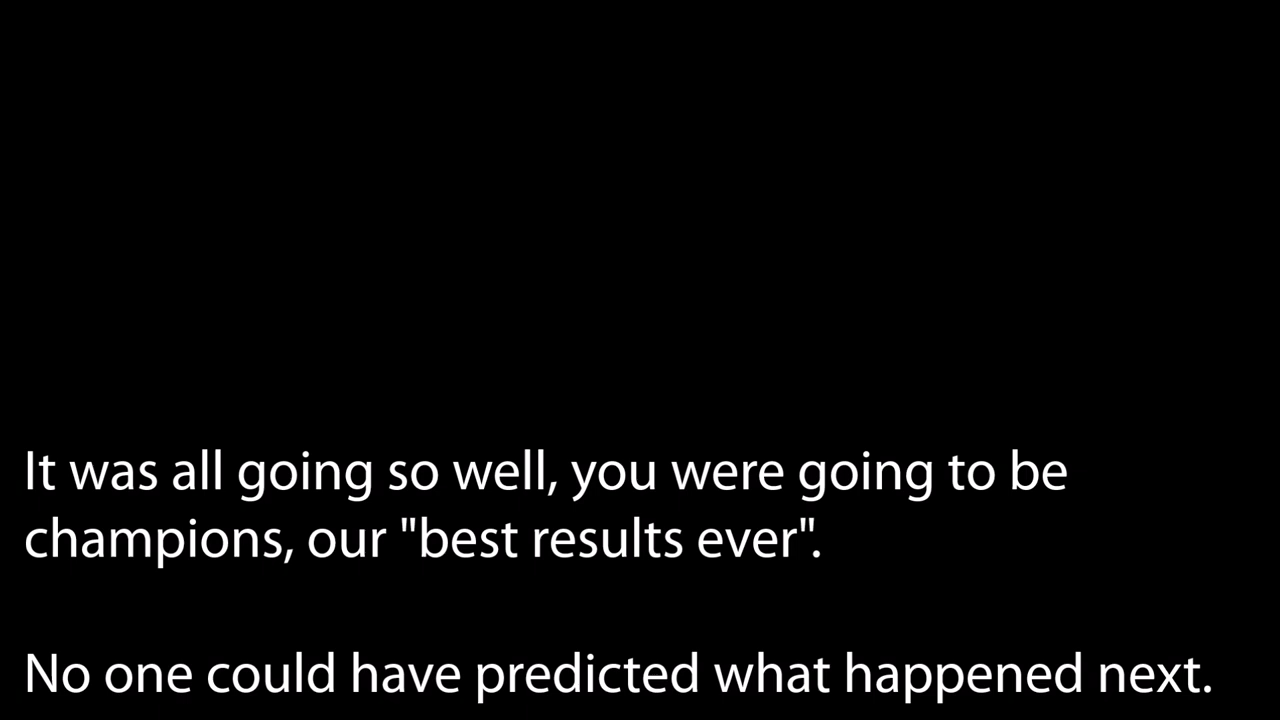 It was all going so well, you were going to be
champions, our "best results ever".
No one could have predicted what happened next.